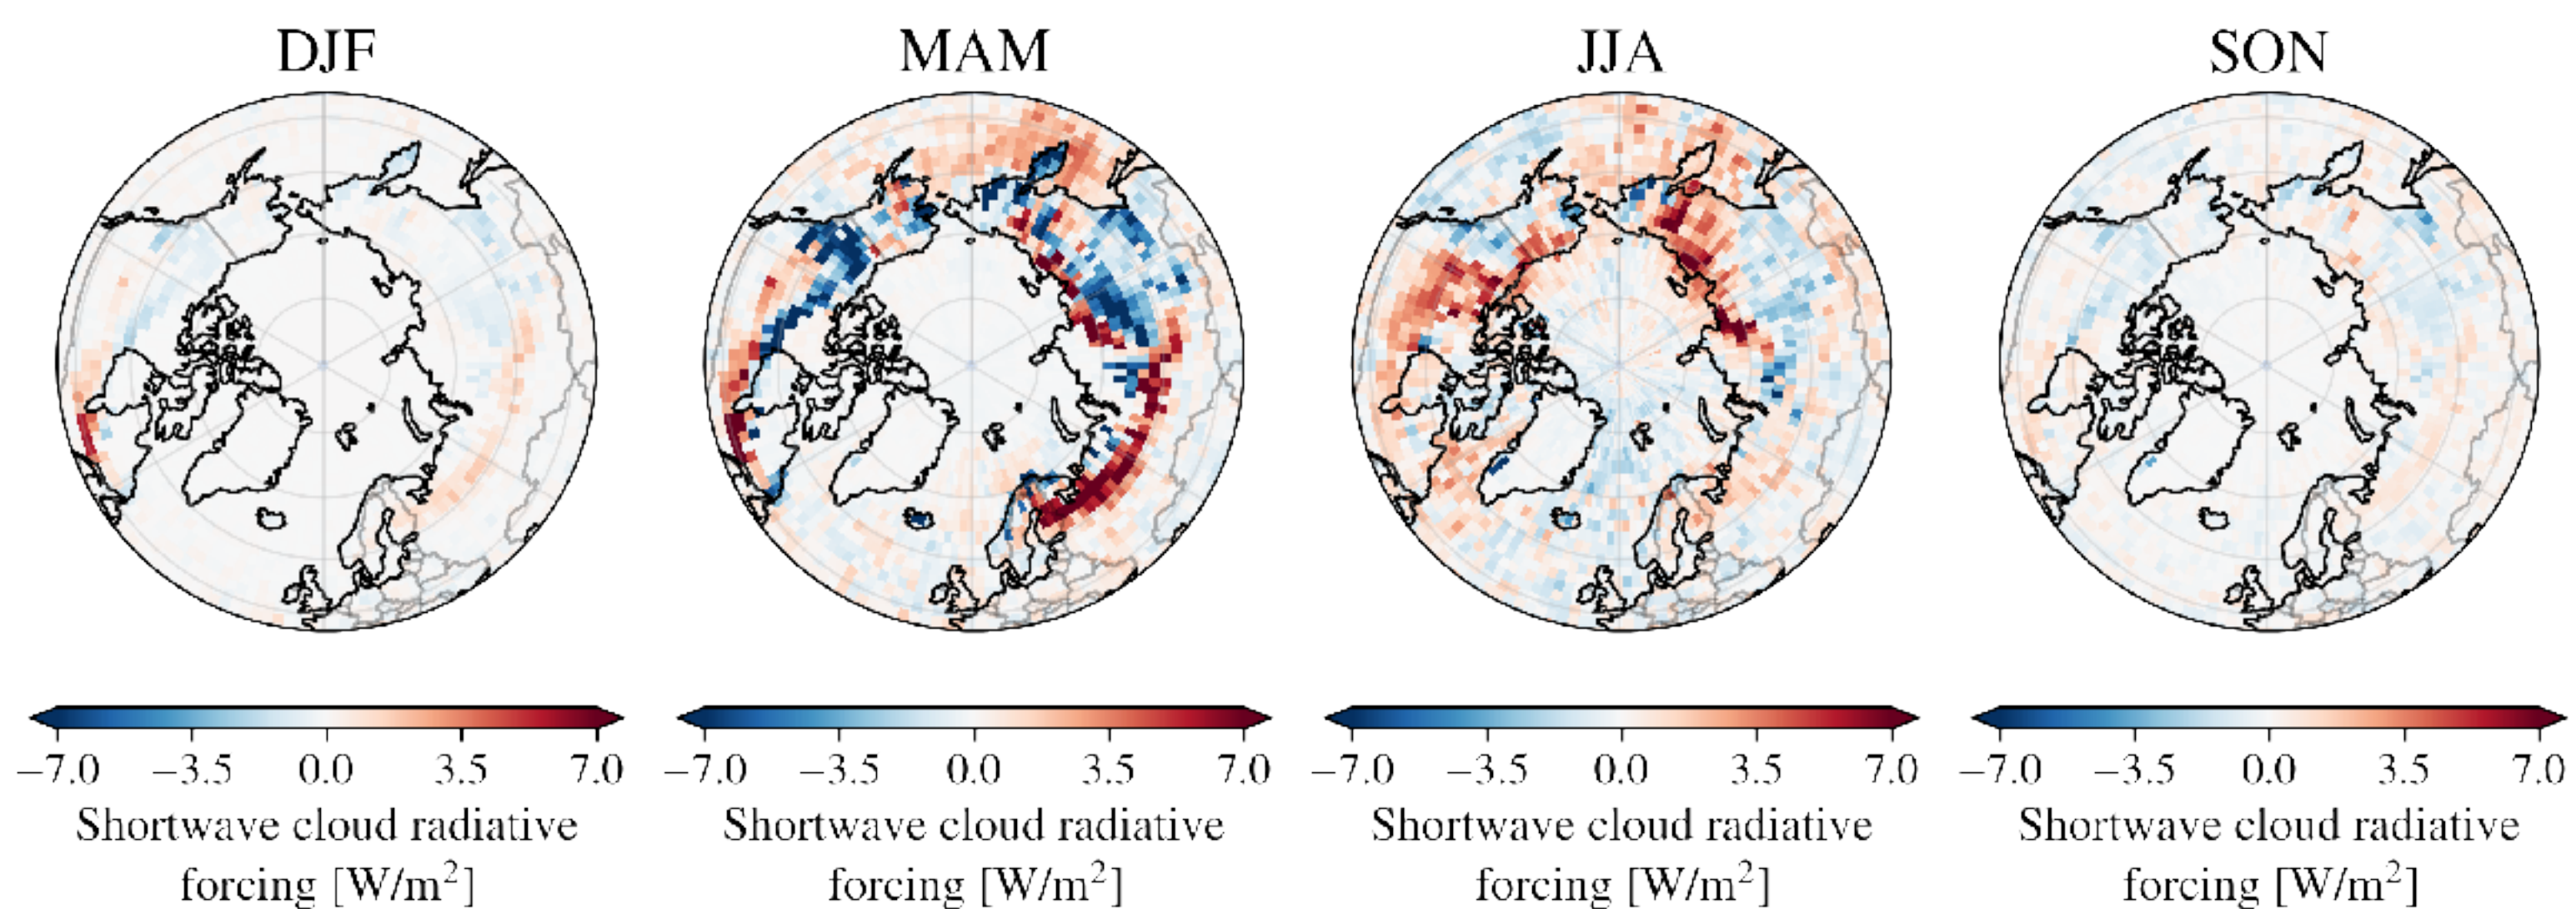 DJF MAM JJA SON
−7.0 −3.5 0.0 3.5 7.0 −7.0 −3.5 0.0 3.5 7.0 −7.0 −3.5 0.0 3.5 7.0 −7.0 −3.5 0.0 3.5 7.0
Shortwave cloud radiative Shortwave cloud radiative Shortwave cloud radiative Shortwave cloud radiative
forcing [W/m²] forcing [W/m²] forcing [W/m²] forcing [W/m²]